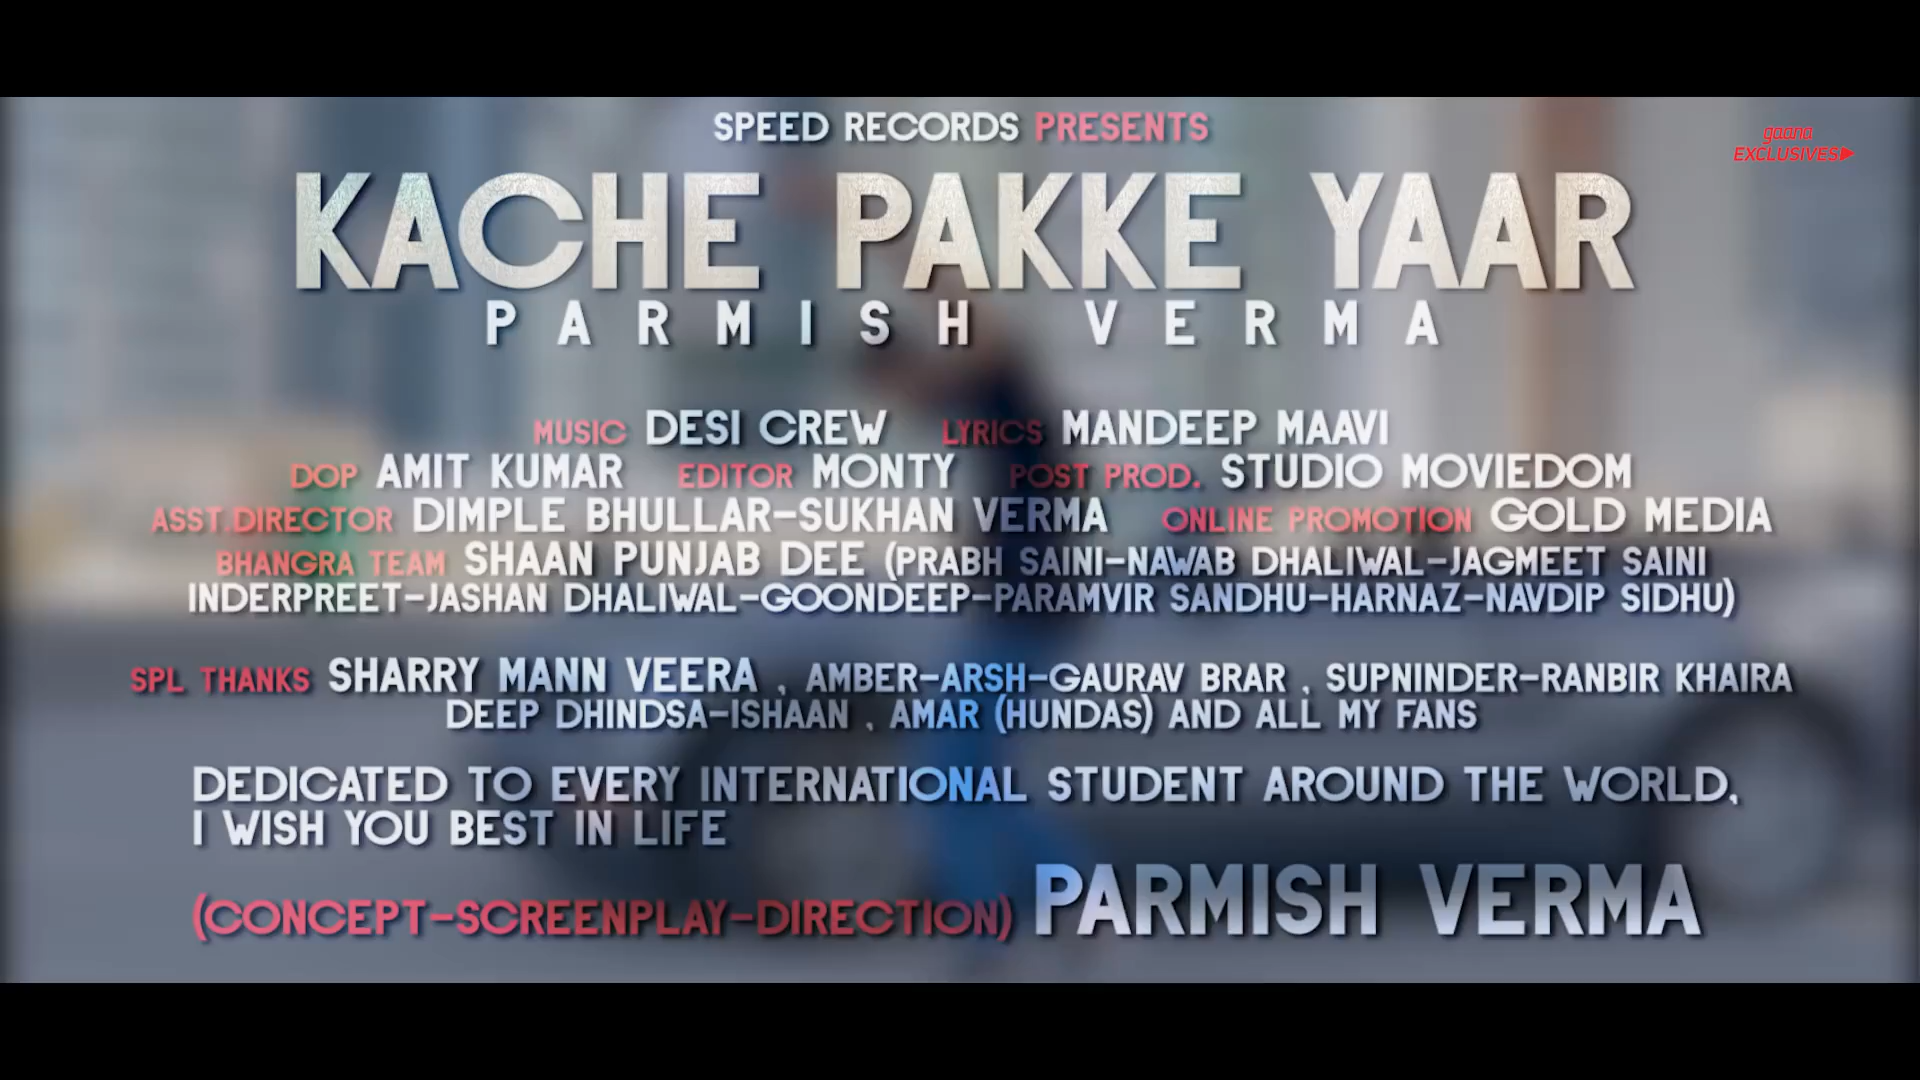 SPEED RECORDS PRESENTS
gaana
EXCLUSIVES
KACHE PAKKE YAAR
PARMISH VERMA
MUSIC DESI CREW LYRICS MANDEEP MAAVI
DOP AMIT KUMAR EDITOR MONTY POST PROD. STUDIO MOVIEDOM
ASST.DIRECTOR DIMPLE BHULLAR-SUKHAN VERMA ONLINE PROMOTION GOLD MEDIA
BHANGRA TEAM SHAAN PUNJAB DEE (PRABH SAINI-NAWAB DHALIWAL-JAGMEET SAINI
INDERPREET-JASHAN DHALIWAL-GOONDEEP-PARAMVIR SANDHU-HARNAZ-NAVDIP SIDHU)
SPL THANKS SHARRY MANN VEERA , AMBER-ARSH-GAURAV BRAR , SUPNINDER-RANBIR KHAIRA
DEEP DHINDSA-ISHAAN , AMAR (HUNDAS) AND ALL MY FANS
DEDICATED TO EVERY INTERNATIONAL STUDENT AROUND THE WORLD,
I WISH YOU BEST IN LIFE
(CONCEPT-SCREENPLAY-DIRECTION) PARMISH VERMA